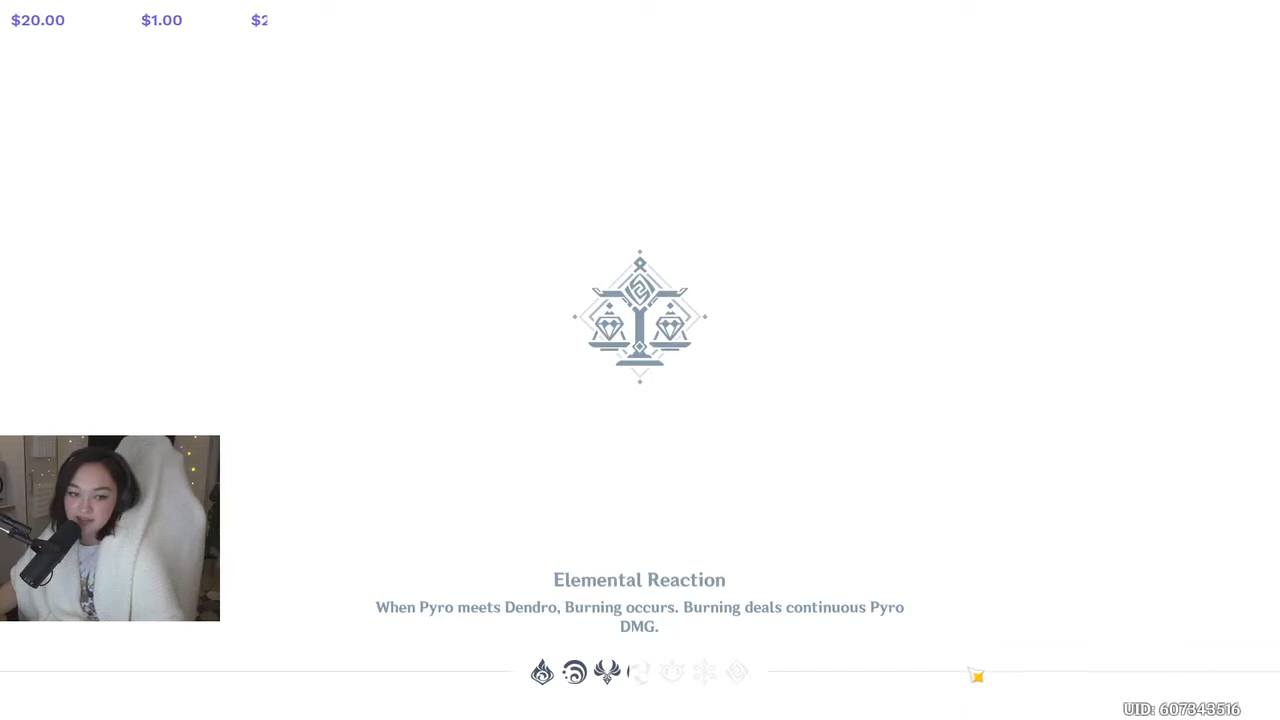 $20.00 $1.00 $2
Elemental Reaction
When Pyro meets Dendro, Burning occurs. Burning deals continuous Pyro
DMG.
UID: 607343516